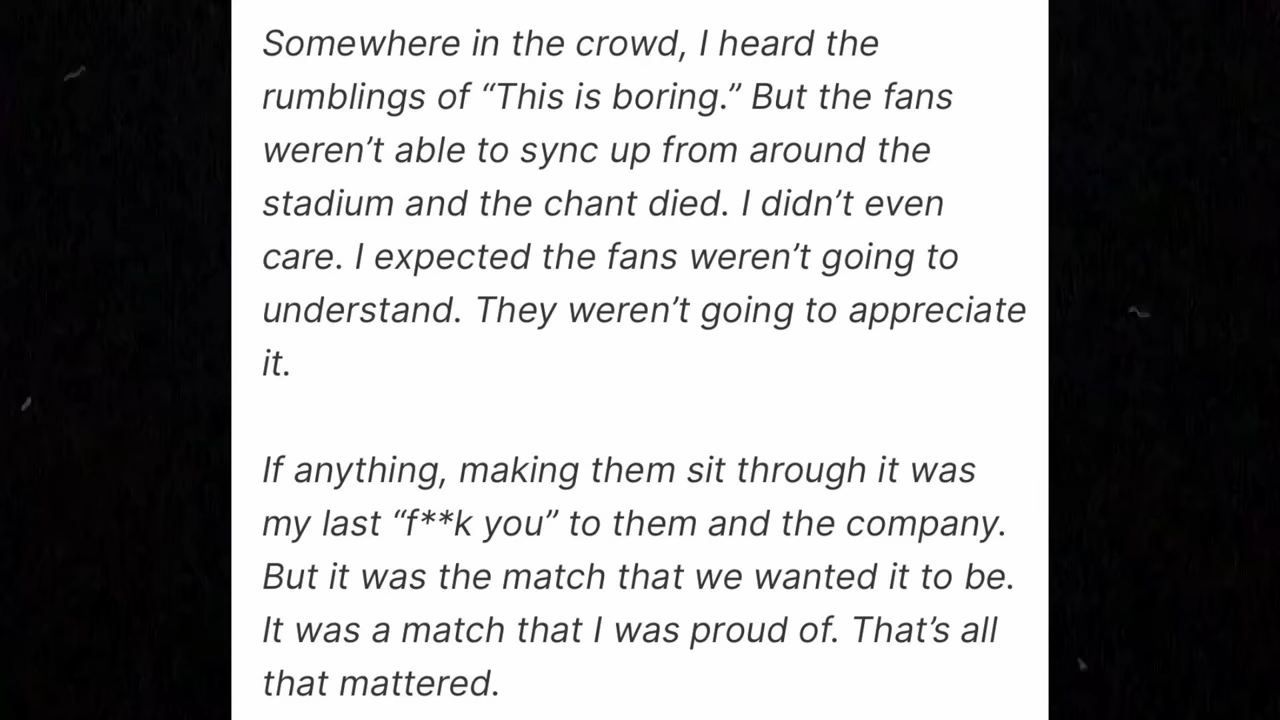 Somewhere in the crowd, I heard the
rumblings of “This is boring.” But the fans
weren’t able to sync up from around the
stadium and the chant died. I didn’t even
care. I expected the fans weren’t going to
understand. They weren’t going to appreciate
it.
If anything, making them sit through it was
my last “f**k you” to them and the company.
But it was the match that we wanted it to be.
It was a match that I was proud of. That’s all
that mattered.